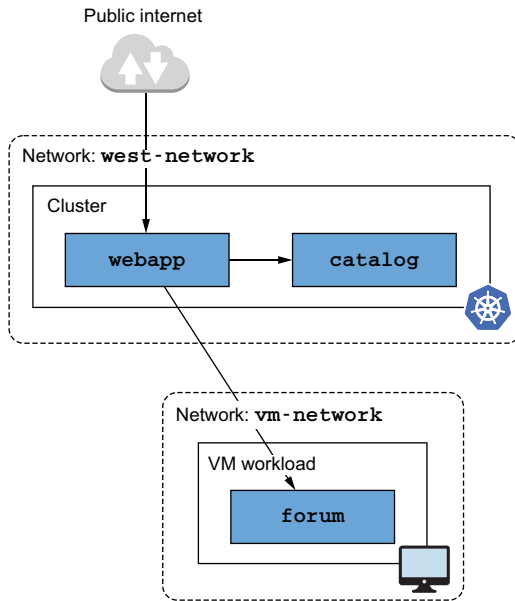 Public internet
Network: west-network
Cluster
webapp
catalog
Network: vm-network
VM workload
forum